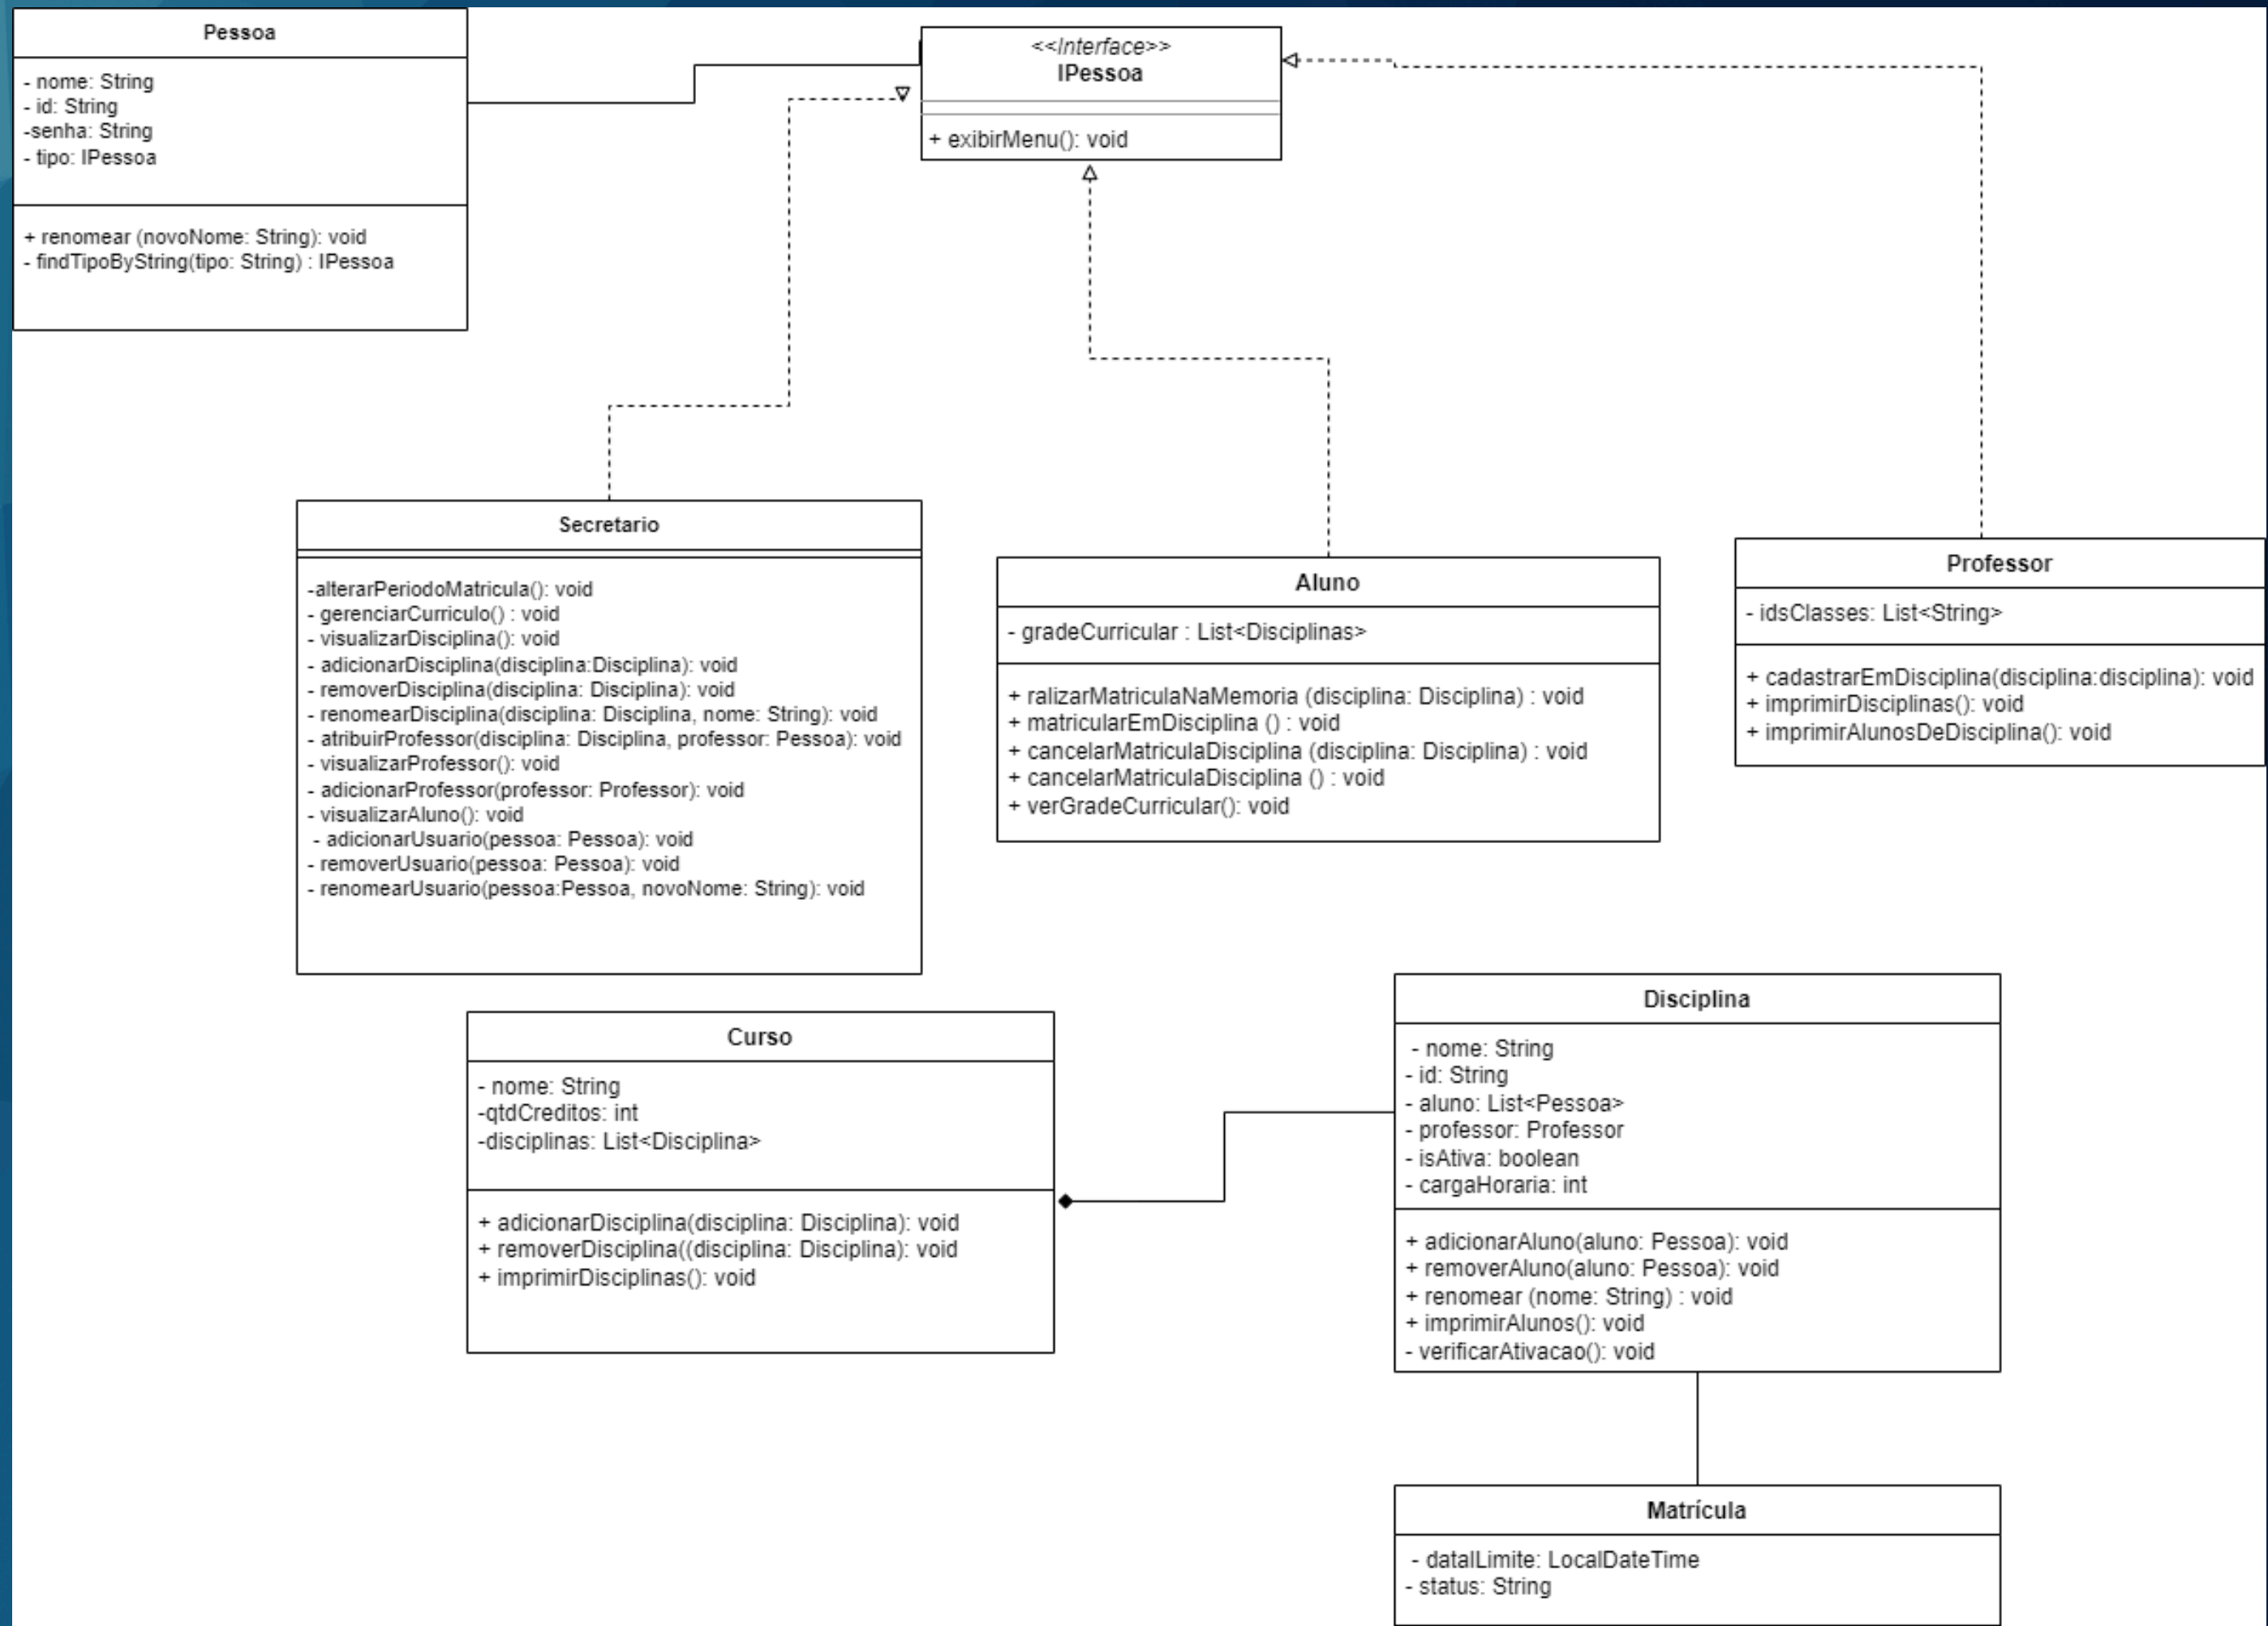 Pessoa
- nome: String
- id: String
-senha: String
- tipo: IPessoa
+ renomear (novoNome: String): void
- findTipoByString(tipo: String) : IPessoa
<<Interface>>
IPessoa
+ exibirMenu(): void
Secretario
-alterarPeriodoMatricula(): void
- gerenciarCurriculo() : void
- visualizarDisciplina(): void
- adicionarDisciplina(disciplina:Disciplina): void
- removerDisciplina(disciplina: Disciplina): void
- renomearDisciplina(disciplina: Disciplina, nome: String): void
- atribuirProfessor(disciplina: Disciplina, professor: Pessoa): void
- visualizarProfessor(): void
- adicionarProfessor(professor: Professor): void
- visualizarAluno(): void
- adicionarUsuario(pessoa: Pessoa): void
- removerUsuario(pessoa: Pessoa): void
- renomearUsuario(pessoa:Pessoa, novoNome: String): void
Aluno
- gradeCurricular : List<Disciplinas>
+ ralizarMatriculaNaMemoria (disciplina: Disciplina) : void
+ matricularEmDisciplina () : void
+ cancelarMatriculaDisciplina (disciplina: Disciplina) : void
+ cancelarMatriculaDisciplina () : void
+ verGradeCurricular(): void
Professor
- idsClasses: List<String>
+ cadastrarEmDisciplina(disciplina:disciplina): void
+ imprimirDisciplinas(): void
+ imprimirAlunosDeDisciplina(): void
Curso
- nome: String
-qtdCreditos: int
-disciplinas: List<Disciplina>
+ adicionarDisciplina(disciplina: Disciplina): void
+ removerDisciplina((disciplina: Disciplina): void
+ imprimirDisciplinas(): void
Disciplina
- nome: String
- id: String
- aluno: List<Pessoa>
- professor: Professor
- isAtiva: boolean
- cargaHoraria: int
+ adicionarAluno(aluno: Pessoa): void
+ removerAluno(aluno: Pessoa): void
+ renomear (nome: String) : void
+ imprimirAlunos(): void
- verificarAtivacao(): void
Matrícula
- datalLimite: LocalDateTime
- status: String